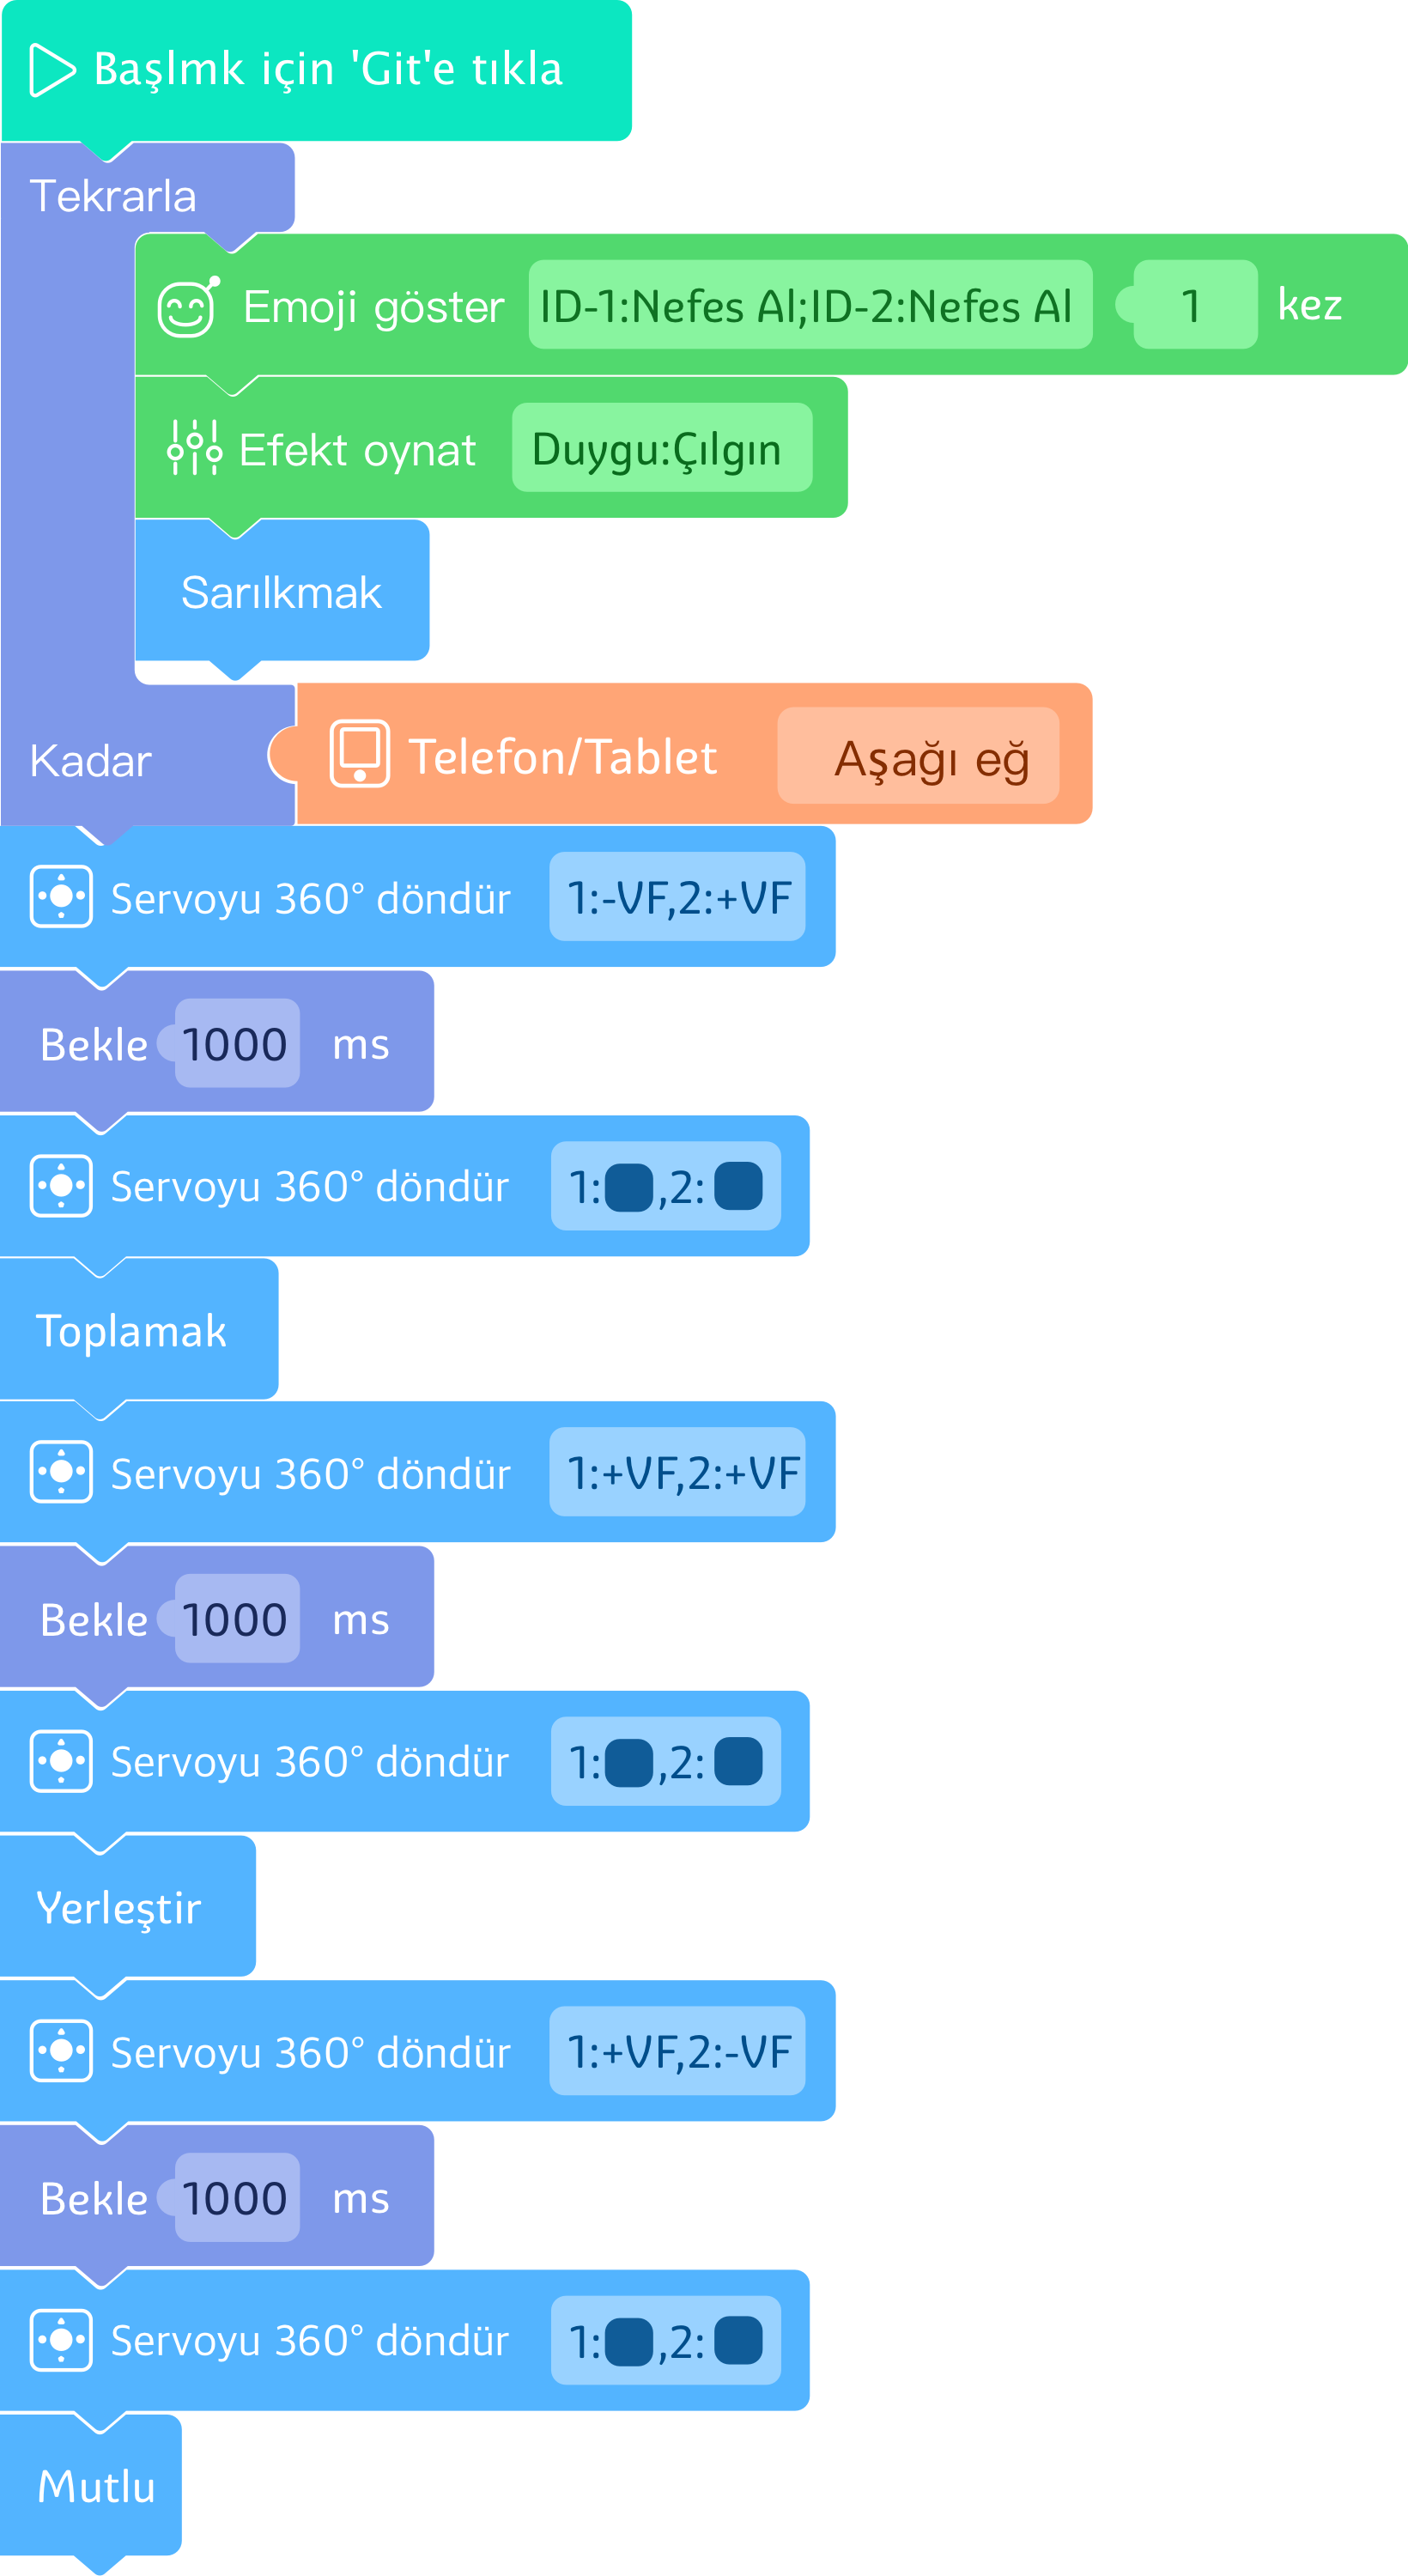 Başlmk için 'Git'e tıkla
Tekrarla
Emoji göster ID-1:Nefes Al;ID-2:Nefes Al 1 kez
Efekt oynat Duygu:Çılgın
Sarılkmak
Kadar Telefon/Tablet Aşağı eğ
Servoyu 360° döndür 1:-VF,2:+VF
Bekle 1000 ms
Servoyu 360° döndür 1: ,2:
Toplamak
Servoyu 360° döndür 1:+VF,2:+VF
Bekle 1000 ms
Servoyu 360° döndür 1: ,2:
Yerleştir
Servoyu 360° döndür 1:+VF,2:-VF
Bekle 1000 ms
Servoyu 360° döndür 1: ,2:
Mutlu